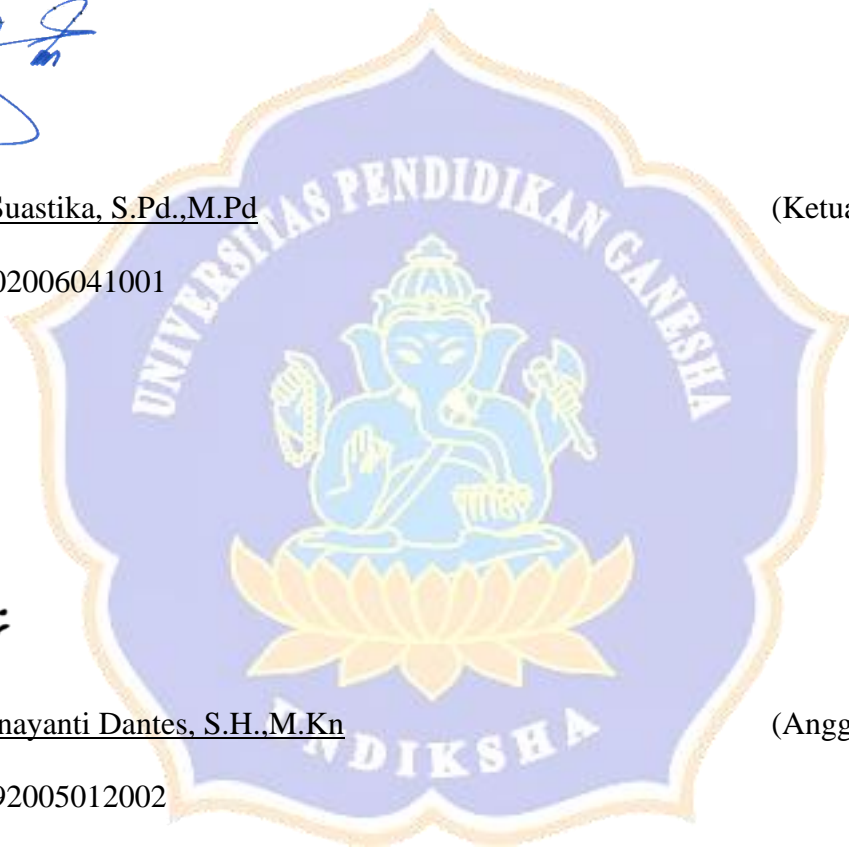 Suastika, S.Pd.,M.Pd (Ketua
02006041001
UNIVERSITAS PENDIDIKAN GANESHA
nayanti Dantes, S.H.,M.Kn (Angg
92005012002
UNDIKSHA